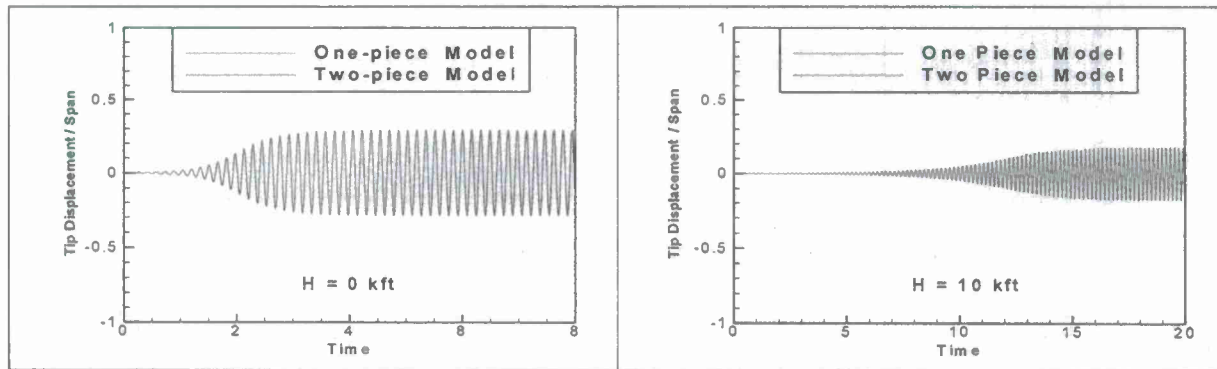 1
0.5
0
-0.5
-1
Tip Displacement / Span
One-piece Model
Two-piece Model
H = 0 kft
0 2 4 6 8
Time
1
0.5
0
-0.5
-1
Tip Displacement / Span
One Piece Model
Two Piece Model
H = 10 kft
0 5 10 15 20
Time